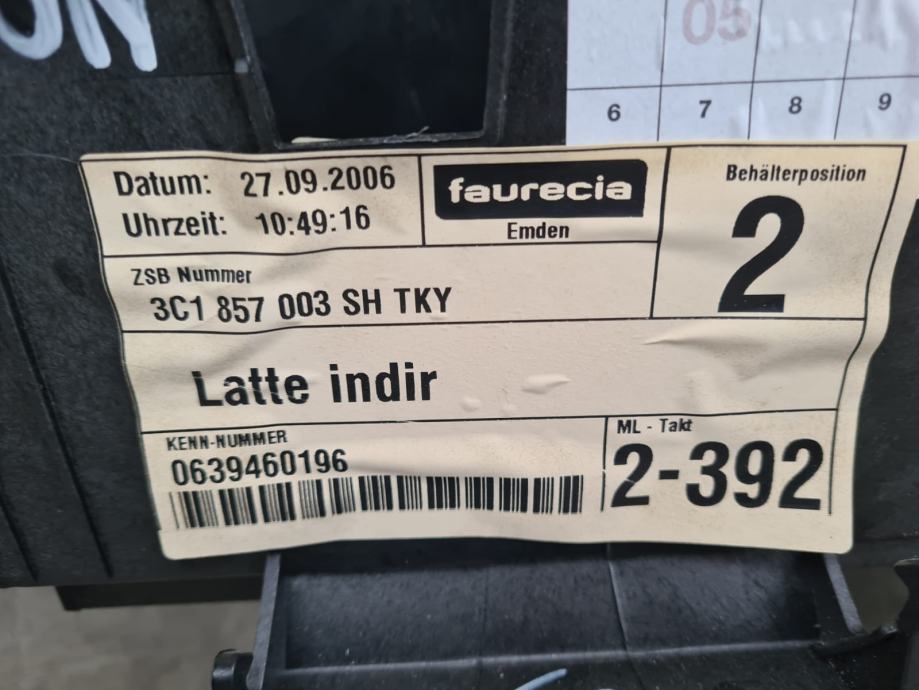 ON
05
6 7 8 9
Datum: 27.09.2006
Uhrzeit: 10:49:16
faurecia
Emden
Behälterposition
2
ZSB Nummer
3C1 857 003 SH TKY
Latte indir
KENN-NUMMER
0639460196
ML - Takt
2-392